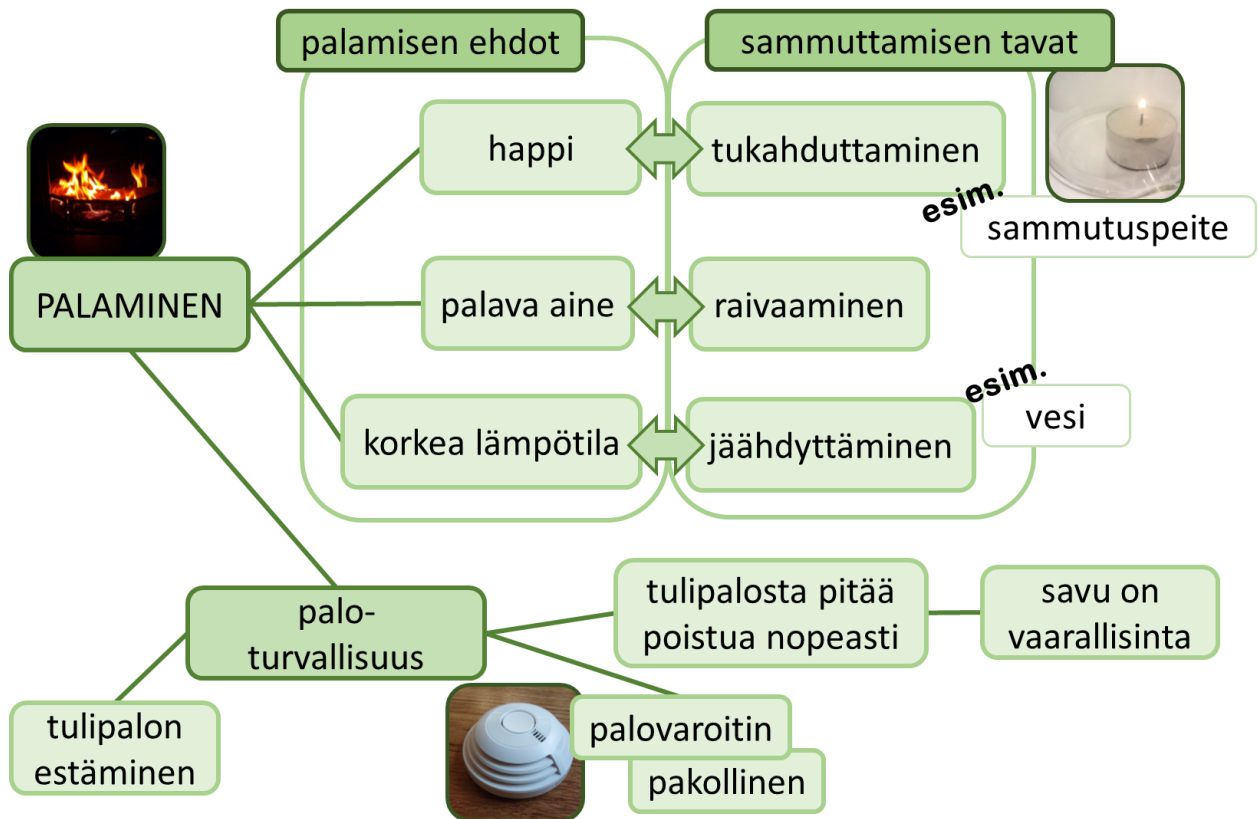 palamisen ehdot
sammuttamisen tavat
happi
tukahduttaminen
esim.
sammutuspeite
PALAMINEN
palava aine
raivaaminen
korkea lämpötila
jäähdyttäminen
esim.
vesi
palo-
turvallisuus
tulipalosta pitää
poistua nopeasti
savu on
vaarallisinta
tulipalon
estäminen
palovaroitin
pakollinen